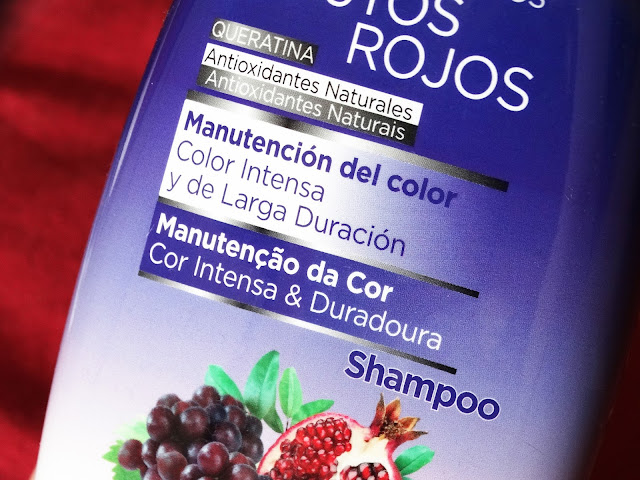 ROJOS
QUERATINA
Antioxidantes Naturales
Antioxidantes Naturais
Manutención del color
Color Intensa
y de Larga Duración
Manutenção da Cor
Cor Intensa & Duradoura
Shampoo